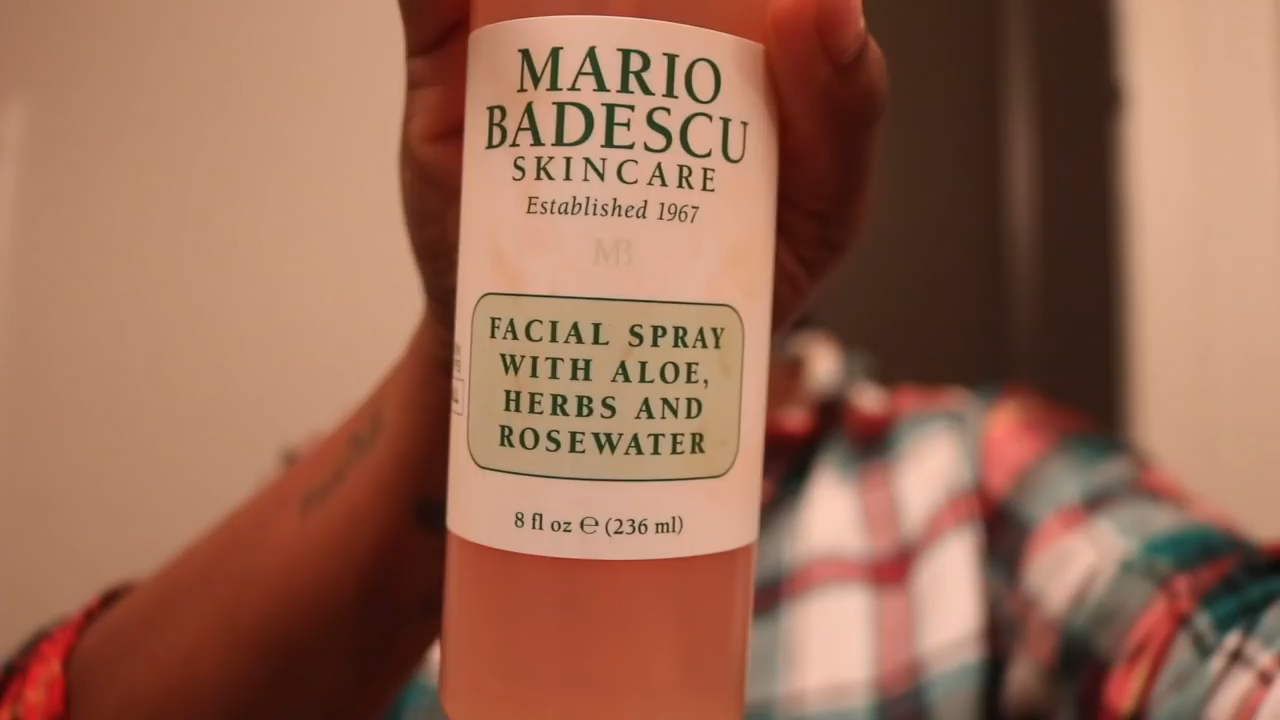 MARIO
BADESCU
SKINCARE
Established 1967
MB
FACIAL SPRAY
WITH ALOE,
HERBS AND
ROSEWATER
8 fl oz ℮ (236 ml)